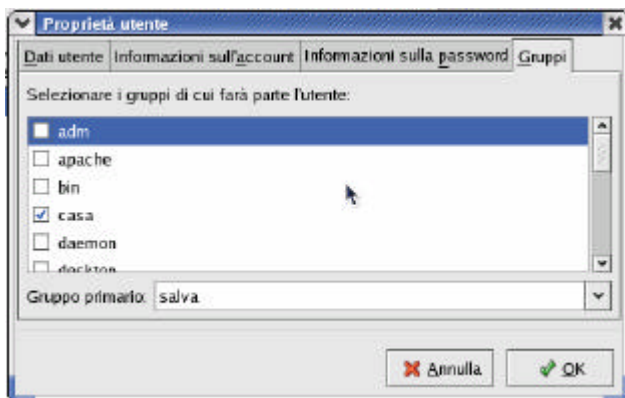 Proprietà utente
Dati utente Informazioni sull'account Informazioni sulla password Gruppi
Selezionare i gruppi di cui farà parte l'utente:
adm
apache
bin
casa
daemon
Gruppo primario: salva
Annulla OK